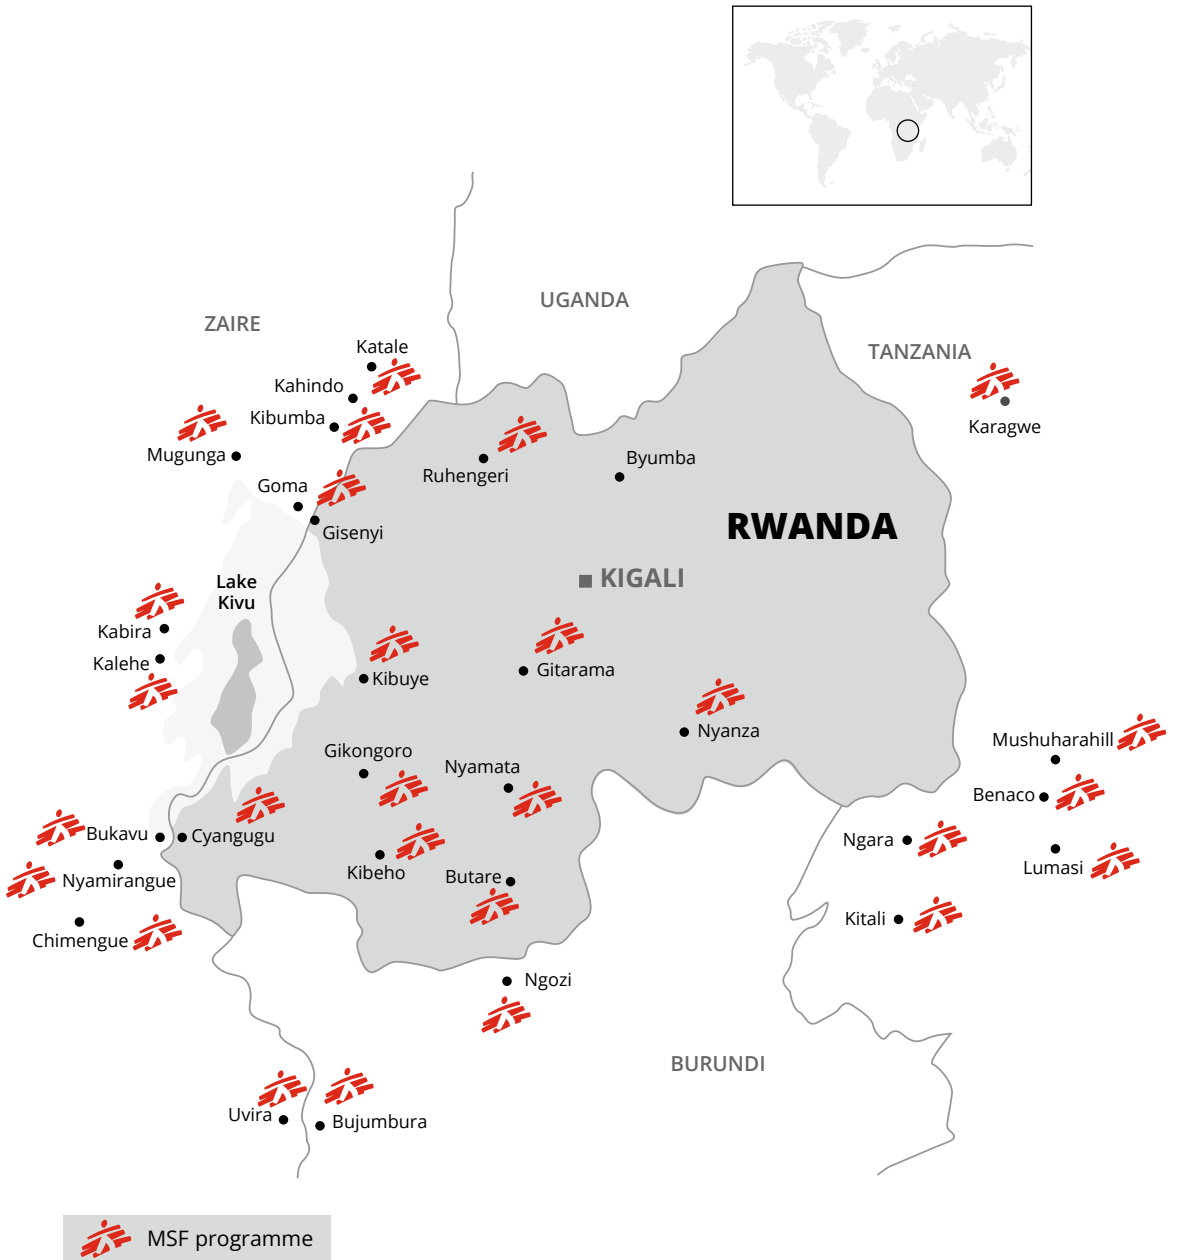 UGANDA
ZAIRE
Katale
TANZANIA
Kahindo
Kibumba
Karagwe
Mugunga
Byumba
Ruhengeri
Goma
RWANDA
Gisenyi
KIGALI
Lake
Kivu
Kabira
Kalehe
Gitarama
Kibuye
Nyanza
Mushuharahill
Gikongoro
Nyamata
Benaco
Bukavu
Cyangugu
Ngara
Lumasi
Kibeho
Butare
Nyamirangue
Kitali
Chimengue
Ngozi
BURUNDI
Uvira
Bujumbura
MSF programme